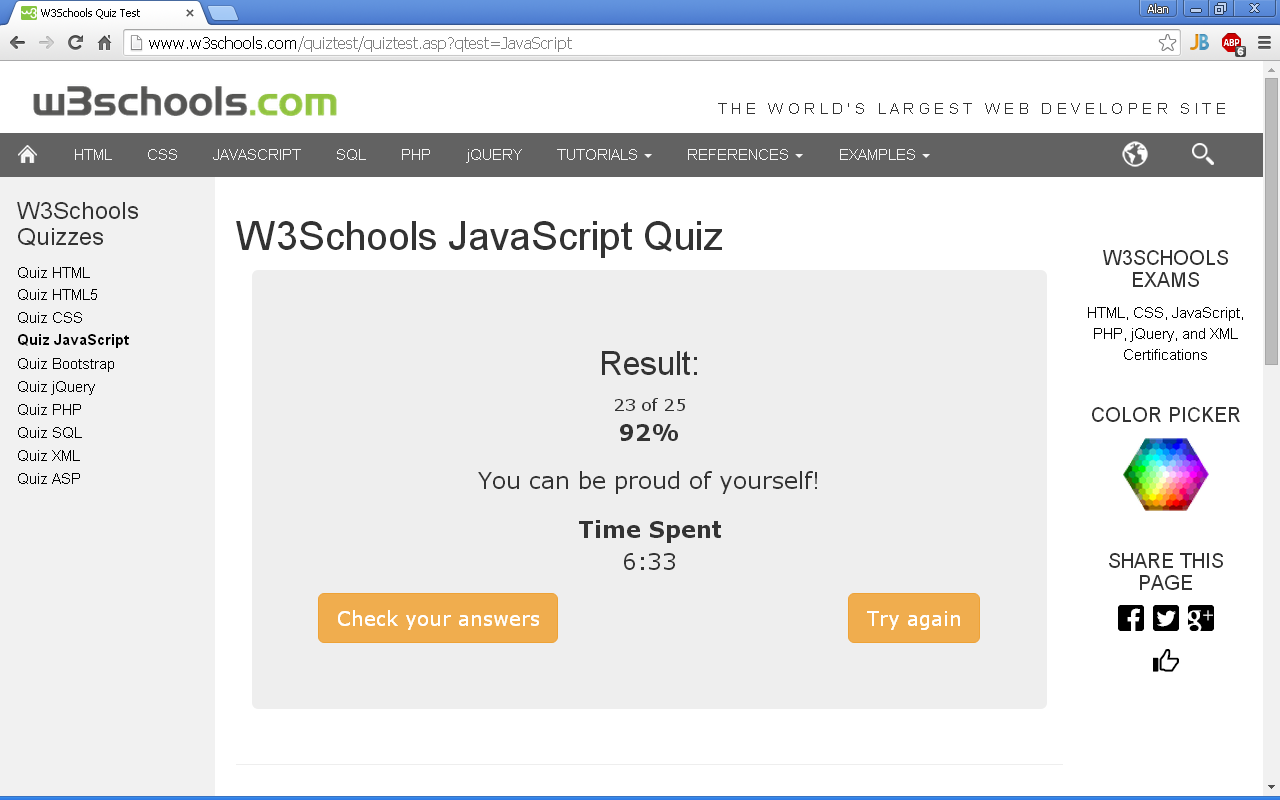 W3Schools Quiz Test
Alan
www.w3schools.com/quiztest/quiztest.asp?qtest=JavaScript
JB
ABP
6
w3schools.com
THE WORLD'S LARGEST WEB DEVELOPER SITE
HTML CSS JAVASCRIPT SQL PHP jQUERY TUTORIALS REFERENCES EXAMPLES
W3Schools
Quizzes
Quiz HTML
Quiz HTML5
Quiz CSS
Quiz JavaScript
Quiz Bootstrap
Quiz jQuery
Quiz PHP
Quiz SQL
Quiz XML
Quiz ASP
W3Schools JavaScript Quiz
Result:
23 of 25
92%
You can be proud of yourself!
Time Spent
6:33
Check your answers
Try again
W3SCHOOLS
EXAMS
HTML, CSS, JavaScript,
PHP, jQuery, and XML
Certifications
COLOR PICKER
SHARE THIS
PAGE
g+